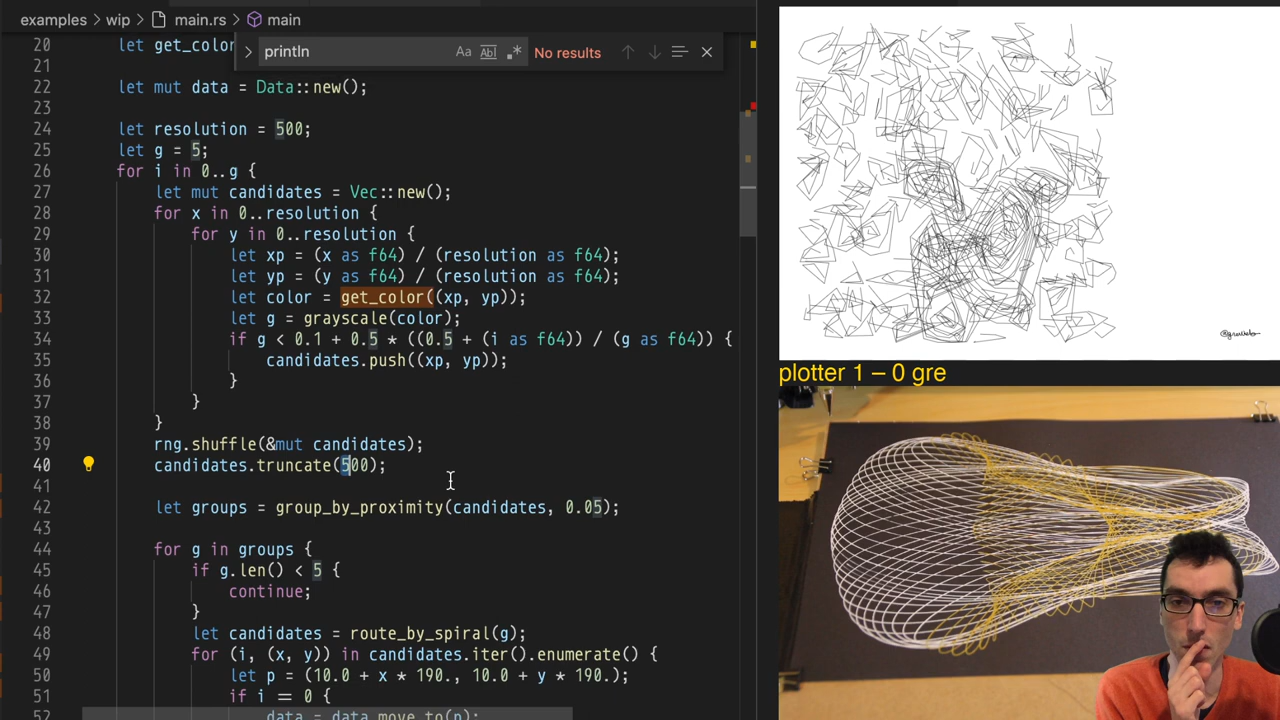 examples › wip › main.rs › main
20 let get_color
println Aa Abl .* No results
21
22 let mut data = Data::new();
23
24 let resolution = 500;
25 let g = 5;
26 for i in 0..g {
27 let mut candidates = Vec::new();
28 for x in 0..resolution {
29 for y in 0..resolution {
30 let xp = (x as f64) / (resolution as f64);
31 let yp = (y as f64) / (resolution as f64);
32 let color = get_color((xp, yp));
33 let g = grayscale(color);
34 if g < 0.1 + 0.5 * ((0.5 + (i as f64)) / (g as f64)) {
35 candidates.push((xp, yp));
36 }
37 }
38 }
39 rng.shuffle(&mut candidates);
40 candidates.truncate(500);
41
42 let groups = group_by_proximity(candidates, 0.05);
43
44 for g in groups {
45 if g.len() < 5 {
46 continue;
47 }
48 let candidates = route_by_spiral(g);
49 for (i, (x, y)) in candidates.iter().enumerate() {
50 let p = (10.0 + x * 190., 10.0 + y * 190.);
51 if i == 0 {
52 data = data.move_to(p);
plotter 1 – 0 gre